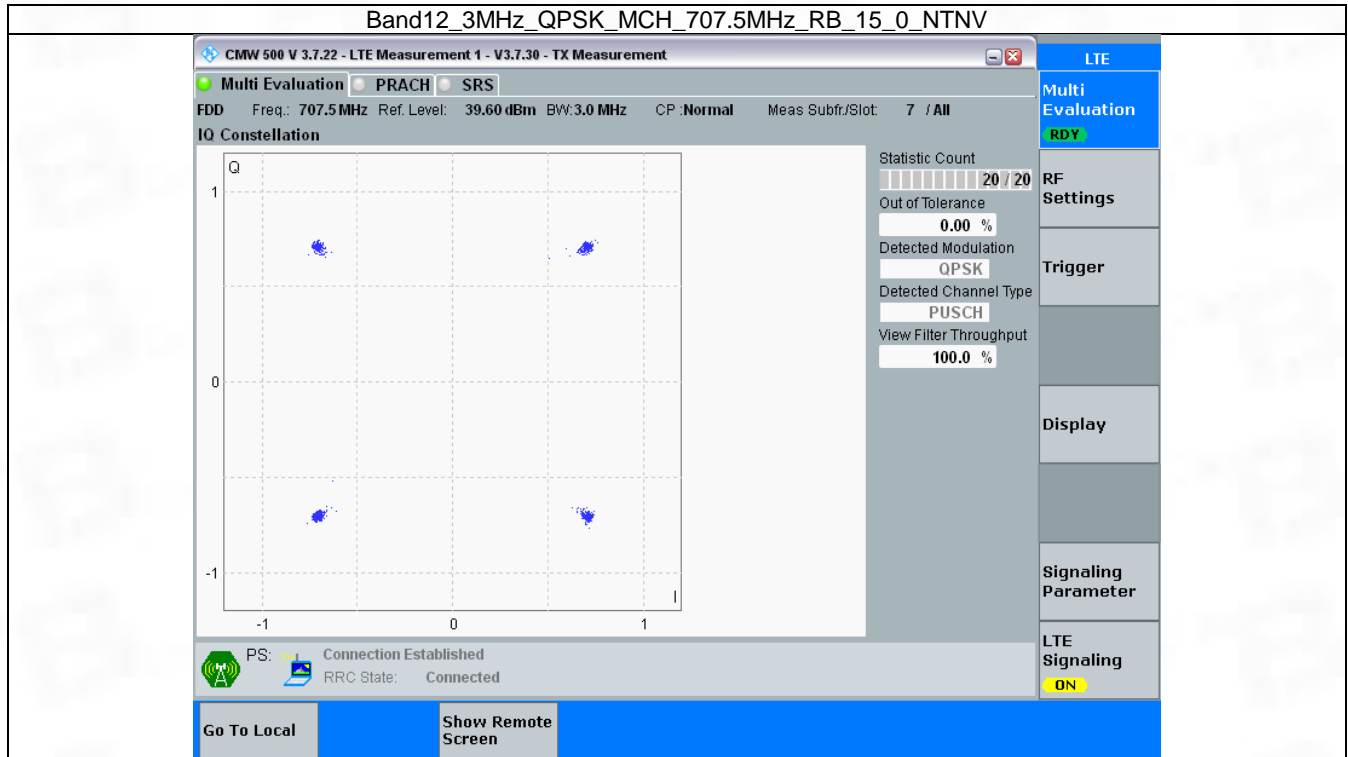 Band12_3MHz_QPSK_MCH_707.5MHz_RB_15_0_NTNV
CMW 500 V 3.7.22 - LTE Measurement 1 - V3.7.30 - TX Measurement
LTE
Multi Evaluation PRACH SRS
FDD Freq.: 707.5 MHz Ref. Level: 39.60 dBm BW: 3.0 MHz CP :Normal Meas Subfr./Slot: 7 / All
IQ Constellation
Q
1
0
-1
I
-1 0 1
Statistic Count
20 / 20
Out of Tolerance
0.00 %
Detected Modulation
QPSK
Detected Channel Type
PUSCH
View Filter Throughput
100.0 %
Multi
Evaluation
RDY
RF
Settings
Trigger
Display
Signaling
Parameter
LTE
Signaling
ON
PS: Connection Established
RRC State: Connected
Go To Local
Show Remote
Screen